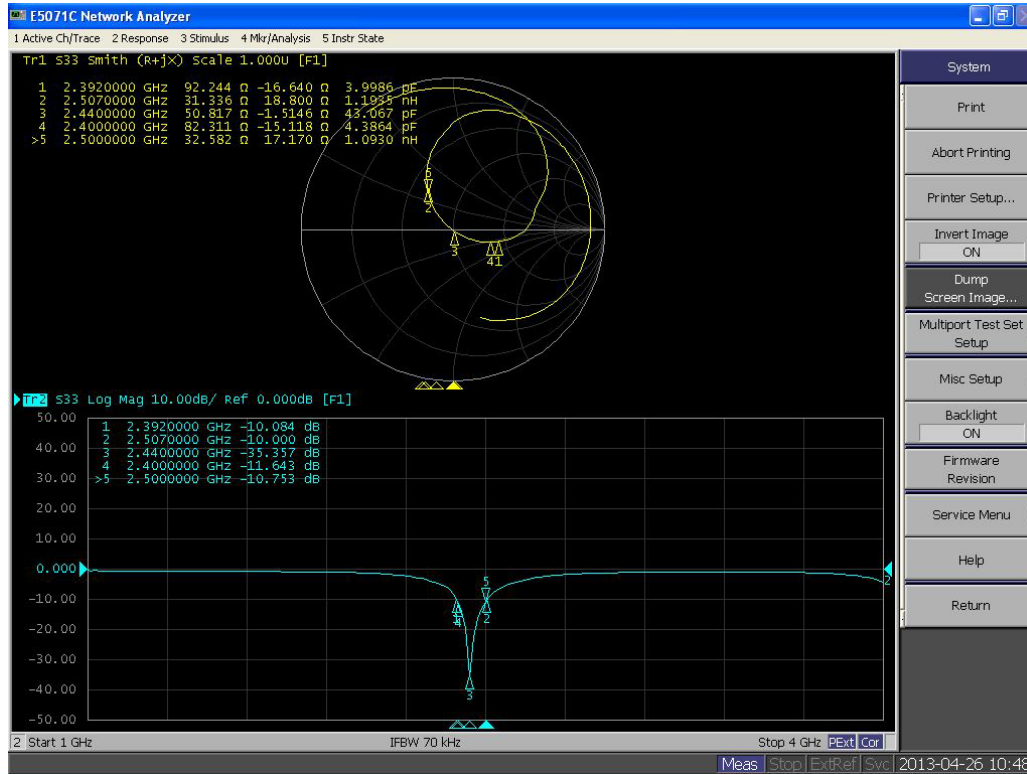 E5071C Network Analyzer
1 Active Ch/Trace 2 Response 3 Stimulus 4 Mkr/Analysis 5 Instr State
Tr1 S33 Smith (R+jX) Scale 1.000U [F1]
1 2.3920000 GHz 92.244 Ω -16.640 Ω 3.9986 pF
2 2.5070000 GHz 31.336 Ω 18.800 Ω 1.1935 nH
3 2.4400000 GHz 50.817 Ω -1.5146 Ω 43.067 pF
4 2.4000000 GHz 82.311 Ω -15.118 Ω 4.3864 pF
>5 2.5000000 GHz 32.582 Ω 17.170 Ω 1.0930 nH
5
2
3
41
Tr2 S33 Log Mag 10.00dB/ Ref 0.000dB [F1]
50.00
1 2.3920000 GHz -10.084 dB
2 2.5070000 GHz -10.000 dB
40.00
3 2.4400000 GHz -35.357 dB
4 2.4000000 GHz -11.643 dB
30.00
>5 2.5000000 GHz -10.753 dB
20.00
10.00
0.000
5
2
-10.00
4
2
-20.00
-30.00
-40.00
3
-50.00
2 Start 1 GHz IFBW 70 kHz Stop 4 GHz PExt Cor
Meas Stop ExtRef Svc 2013-04-26 10:48
System
Print
Abort Printing
Printer Setup...
Invert Image
ON
Dump
Screen Image...
Multiport Test Set
Setup
Misc Setup
Backlight
ON
Firmware
Revision
Service Menu
Help
Return